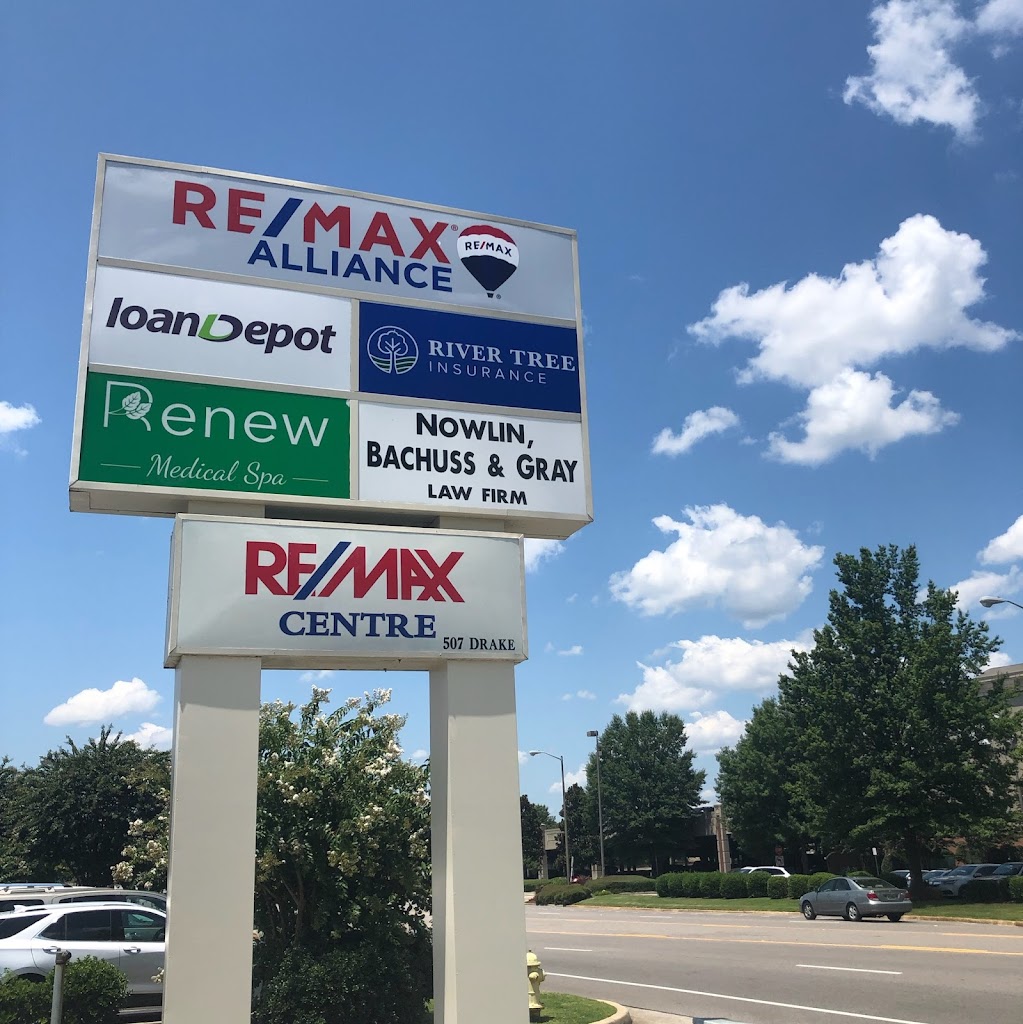 RE/MAX®
ALLIANCE
RE/MAX
®
loanDepot
RIVER TREE
INSURANCE
Renew
Medical Spa
NOWLIN,
BACHUSS & GRAY
LAW FIRM
RE/MAX
CENTRE
507 DRAKE